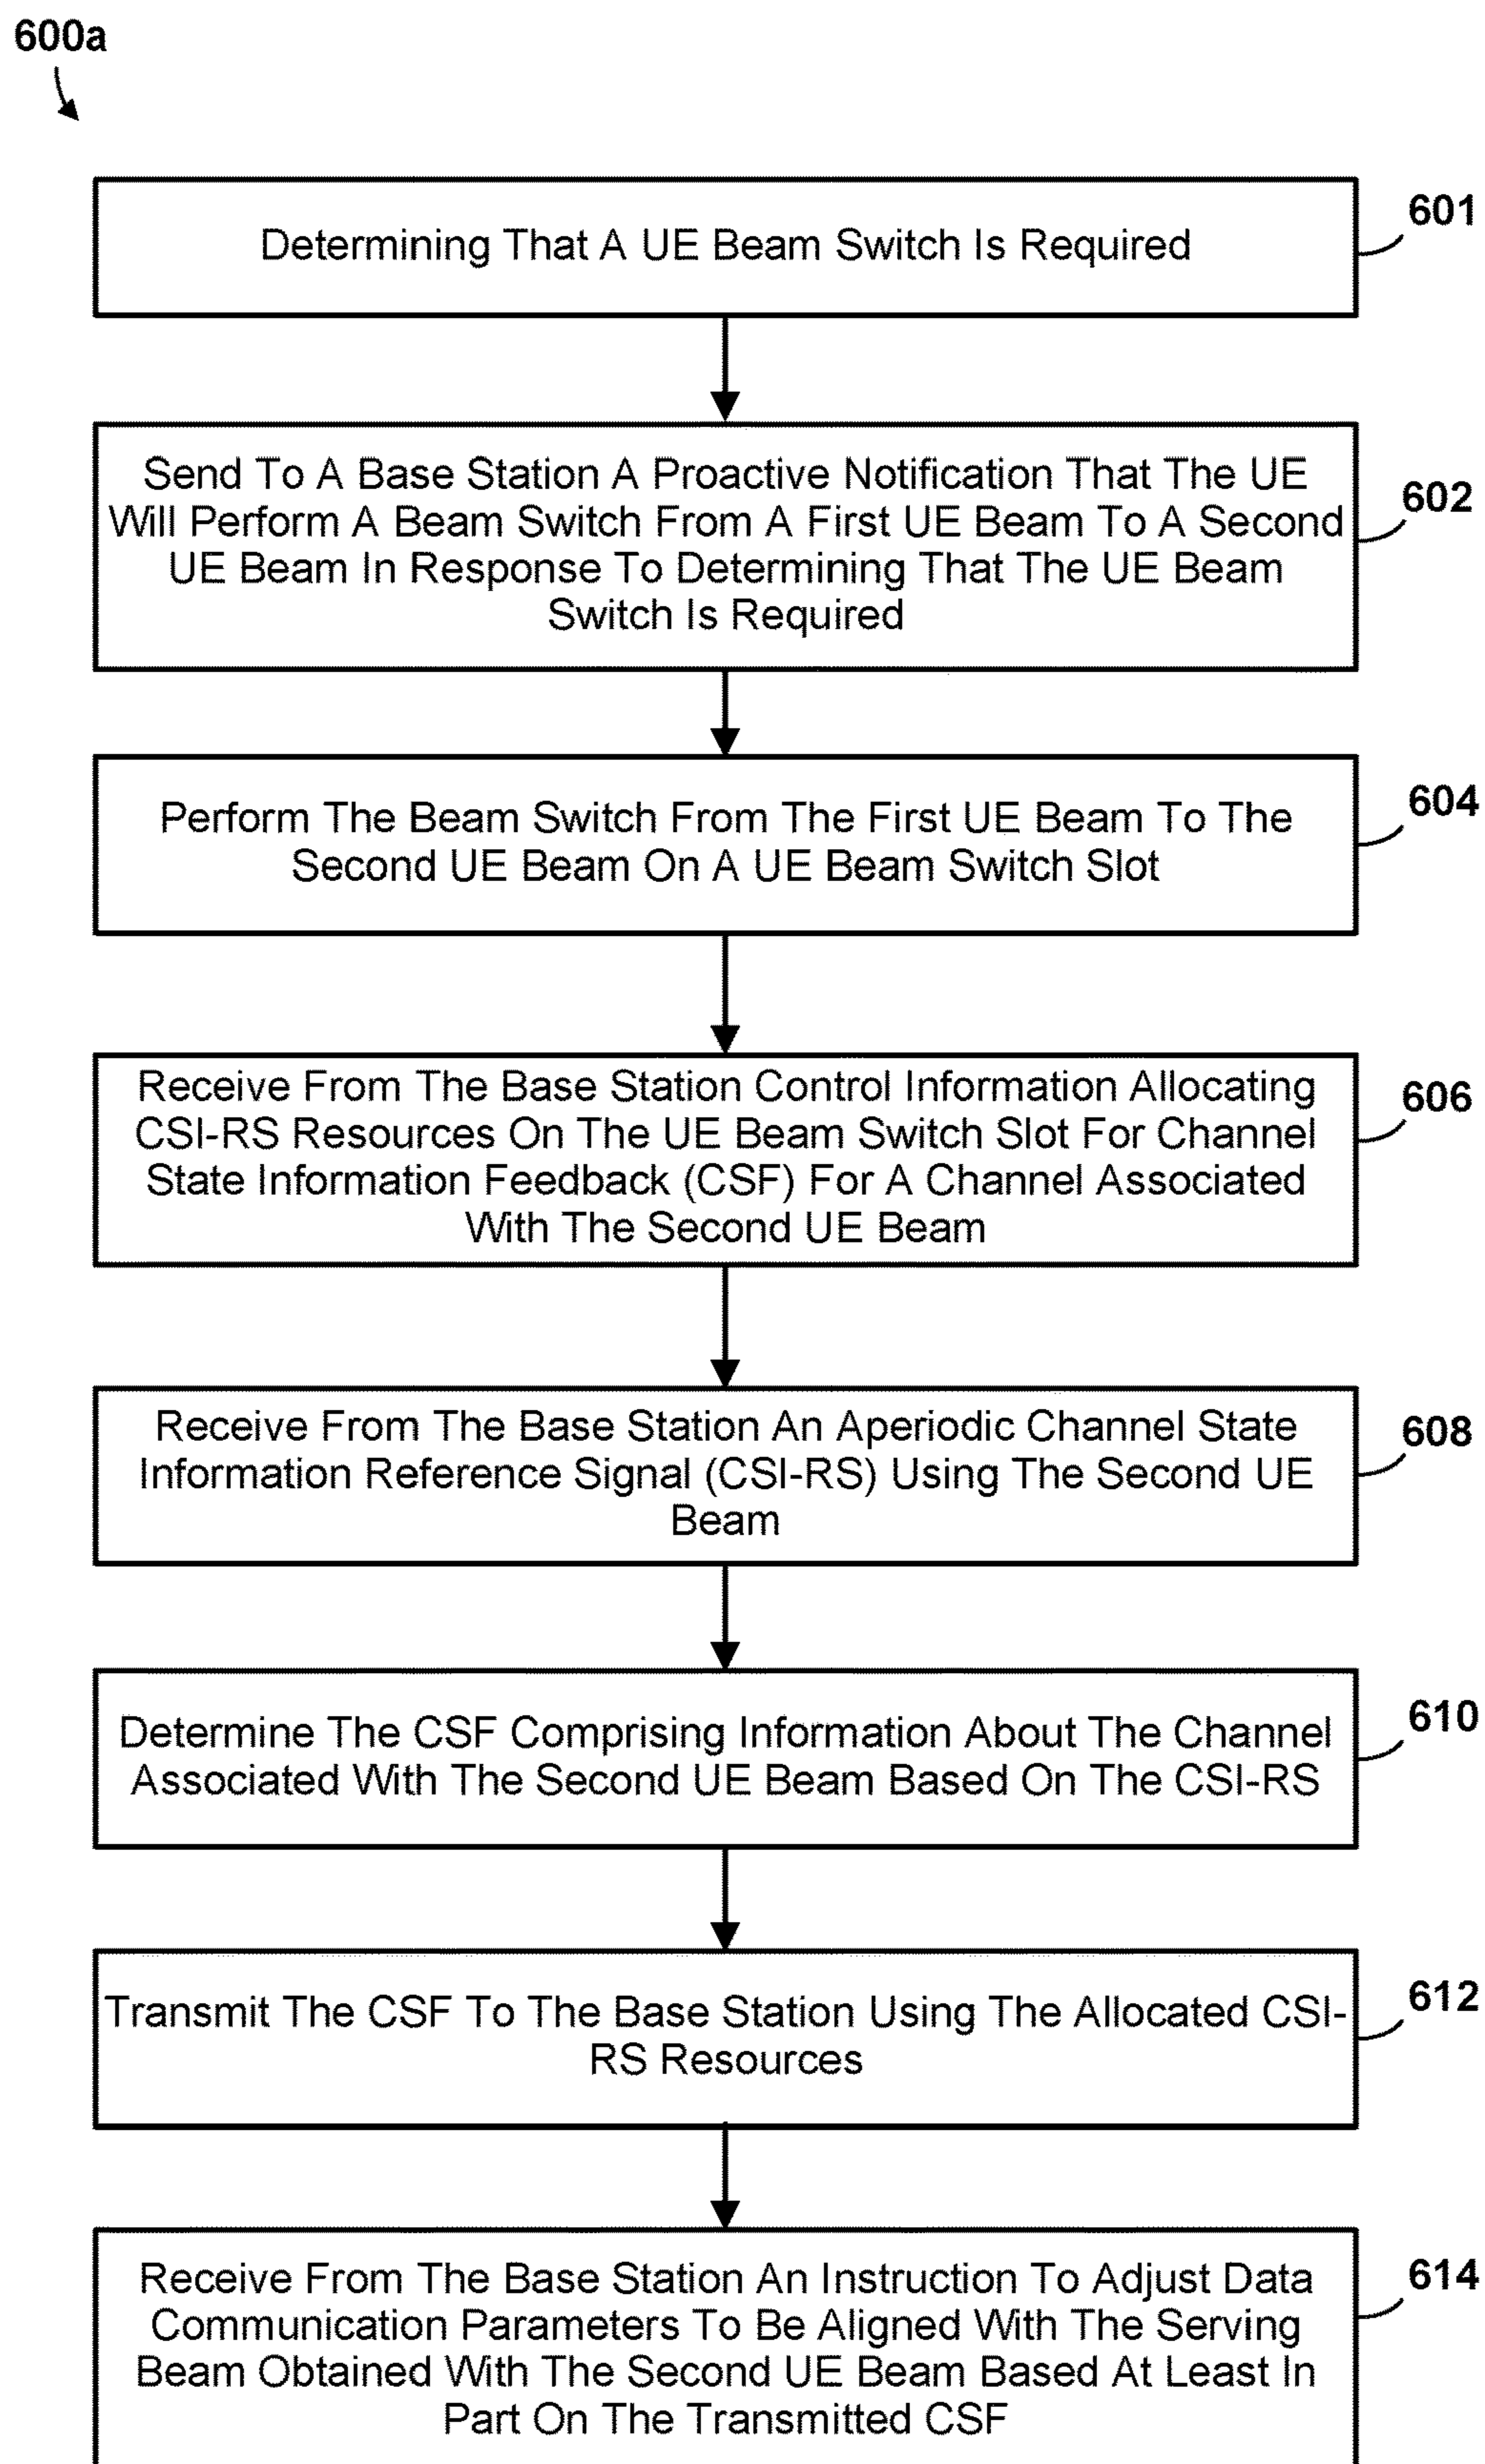 600a
Determining That A UE Beam Switch Is Required
601
Send To A Base Station A Proactive Notification That The UE
Will Perform A Beam Switch From A First UE Beam To A Second
UE Beam In Response To Determining That The UE Beam
Switch Is Required
602
Perform The Beam Switch From The First UE Beam To The
Second UE Beam On A UE Beam Switch Slot
604
Receive From The Base Station Control Information Allocating
CSI-RS Resources On The UE Beam Switch Slot For Channel
State Information Feedback (CSF) For A Channel Associated
With The Second UE Beam
606
Receive From The Base Station An Aperiodic Channel State
Information Reference Signal (CSI-RS) Using The Second UE
Beam
608
Determine The CSF Comprising Information About The Channel
Associated With The Second UE Beam Based On The CSI-RS
610
Transmit The CSF To The Base Station Using The Allocated CSI-
RS Resources
612
Receive From The Base Station An Instruction To Adjust Data
Communication Parameters To Be Aligned With The Serving
Beam Obtained With The Second UE Beam Based At Least In
Part On The Transmitted CSF
614